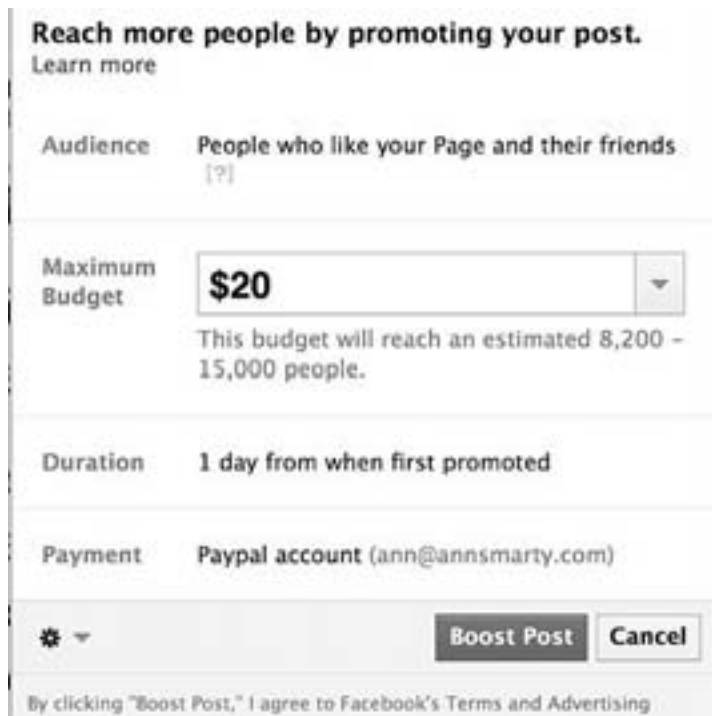 Reach more people by promoting your post.
Learn more
Audience People who like your Page and their friends
[?]
Maximum Budget $20
This budget will reach an estimated 8,200 –
15,000 people.
Duration 1 day from when first promoted
Payment Paypal account (ann@annsmarty.com)
Boost Post Cancel
By clicking "Boost Post," I agree to Facebook's Terms and Advertising